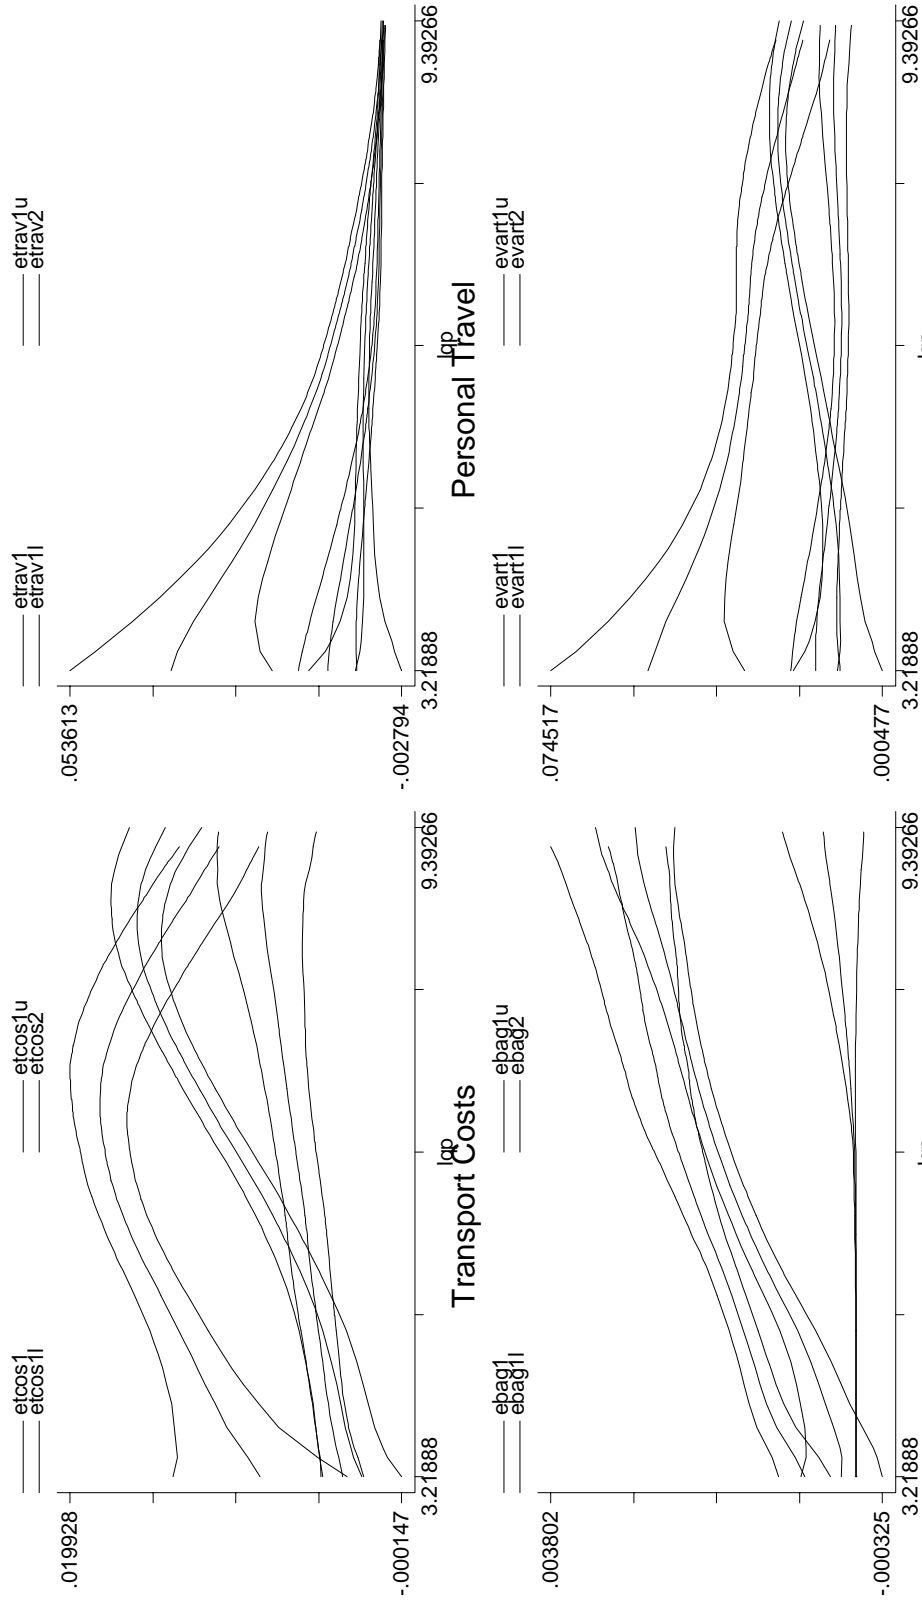 etcos1 etcos1u
etcos1l etcos2
.019928
-.000147
3.21888 lqp 9.39266
Transport Costs
etrav1 etrav1u
etrav1l etrav2
.053613
-.002794
3.21888 lqp 9.39266
Personal Travel
ebag1 ebag1u
ebag1l ebag2
.003802
-.000325
3.21888 9.39266
evart1 evart1u
evart1l evart2
.074517
.000477
3.21888 9.39266